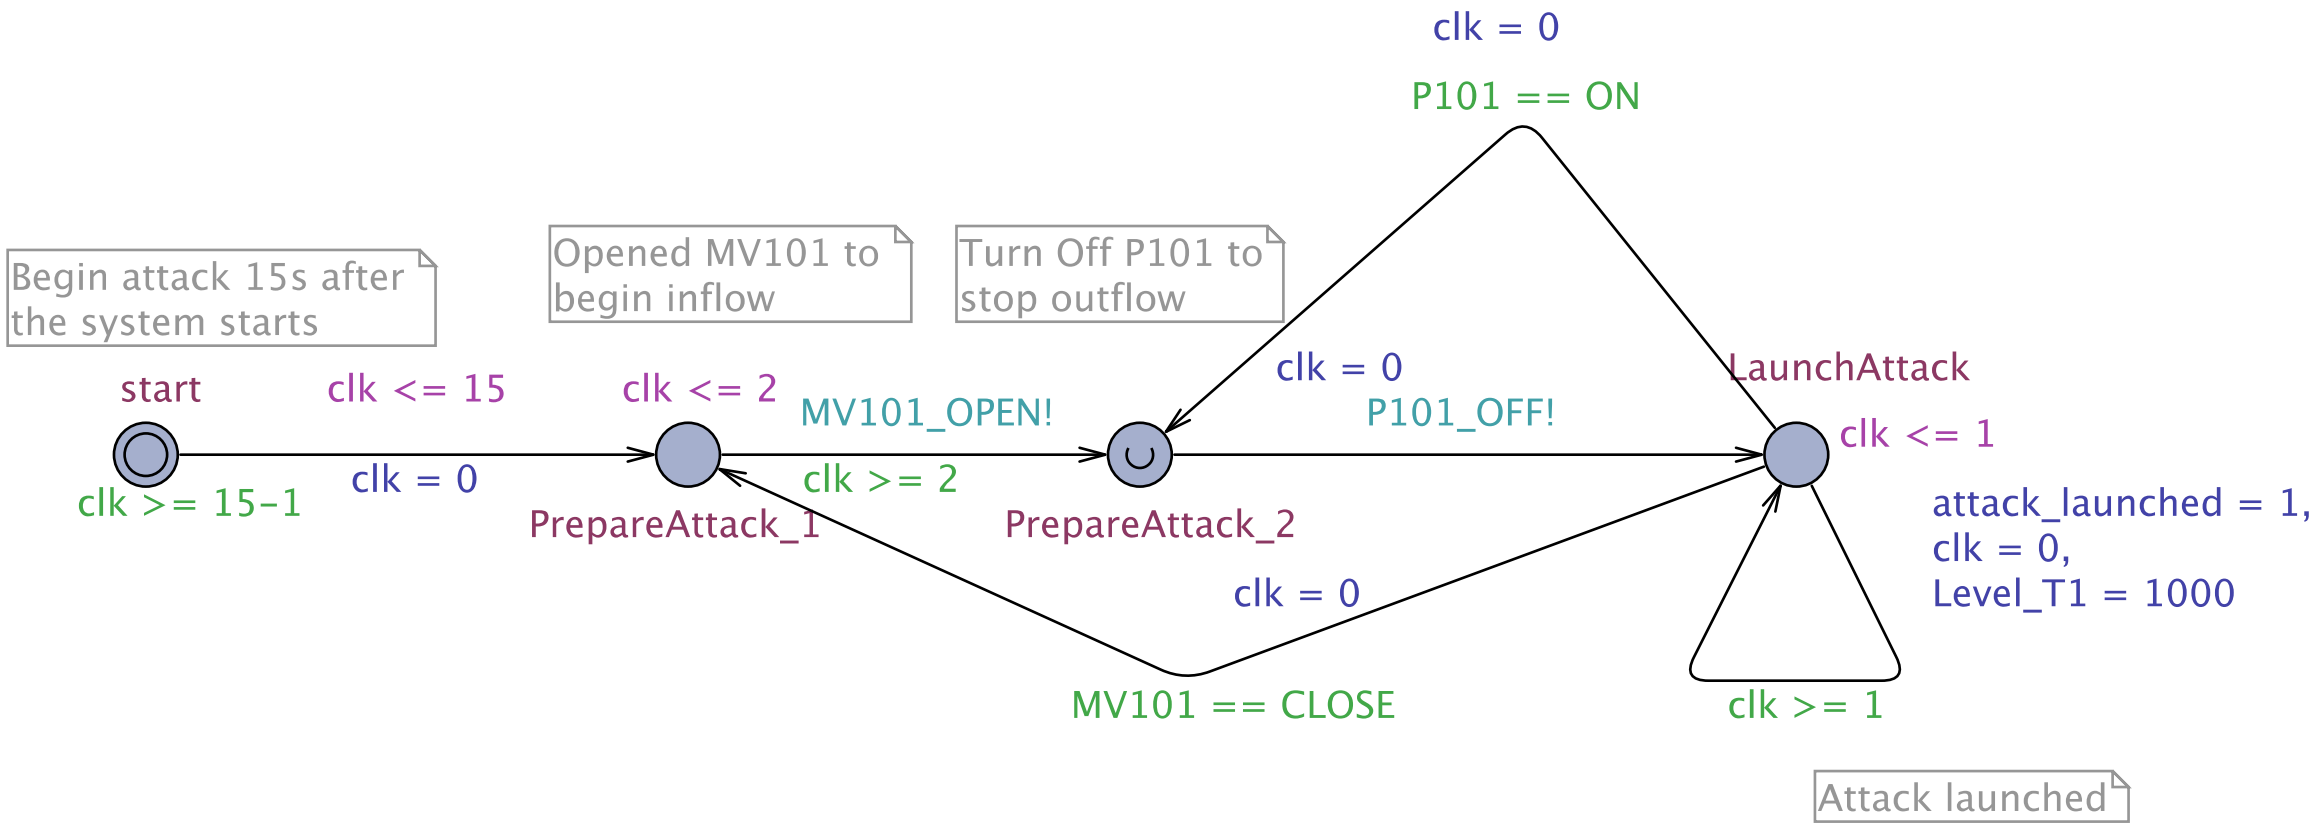 clk = 0
P101 == ON
Begin attack 15s after
the system starts
Opened MV101 to
begin inflow
Turn Off P101 to
stop outflow
start
clk <= 15
clk <= 2
MV101_OPEN!
clk = 0
P101_OFF!
LaunchAttack
clk <= 1
clk >= 15-1
clk = 0
PrepareAttack_1
clk >= 2
PrepareAttack_2
attack_launched = 1,
clk = 0,
Level_T1 = 1000
clk = 0
MV101 == CLOSE
clk >= 1
Attack launched